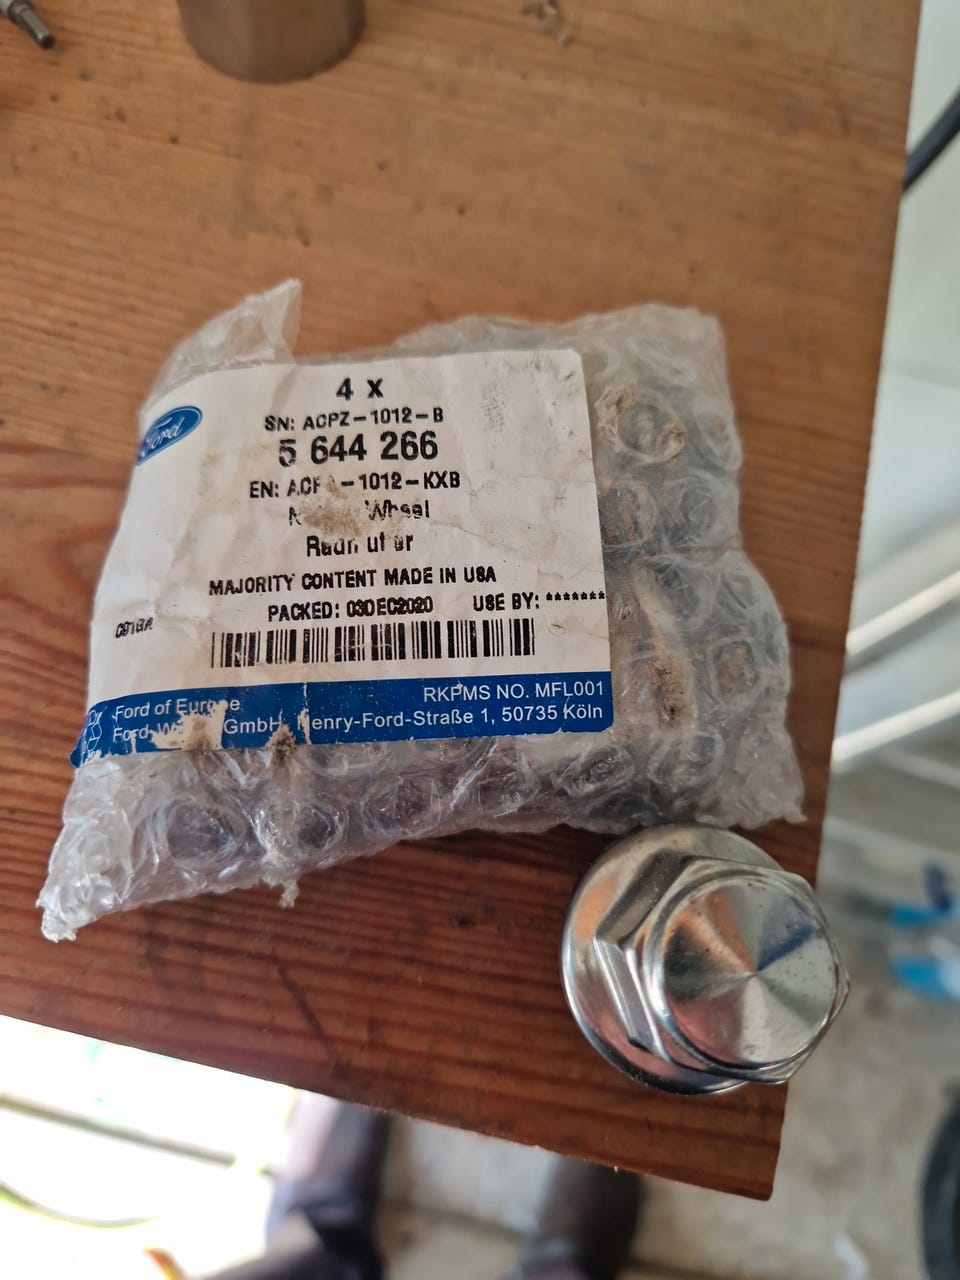 4 x
Ford
SN: ACPZ-1012-B
5 644 266
EN: -1012-KXB
Wheel
MAJORITY CONTENT MADE IN USA
PACKED: 03DEC2020 USE BY: *******
RKPMS NO. MFL001
Ford of Europe
GmbH, Henry-Ford-Straße 1, 50735 Köln